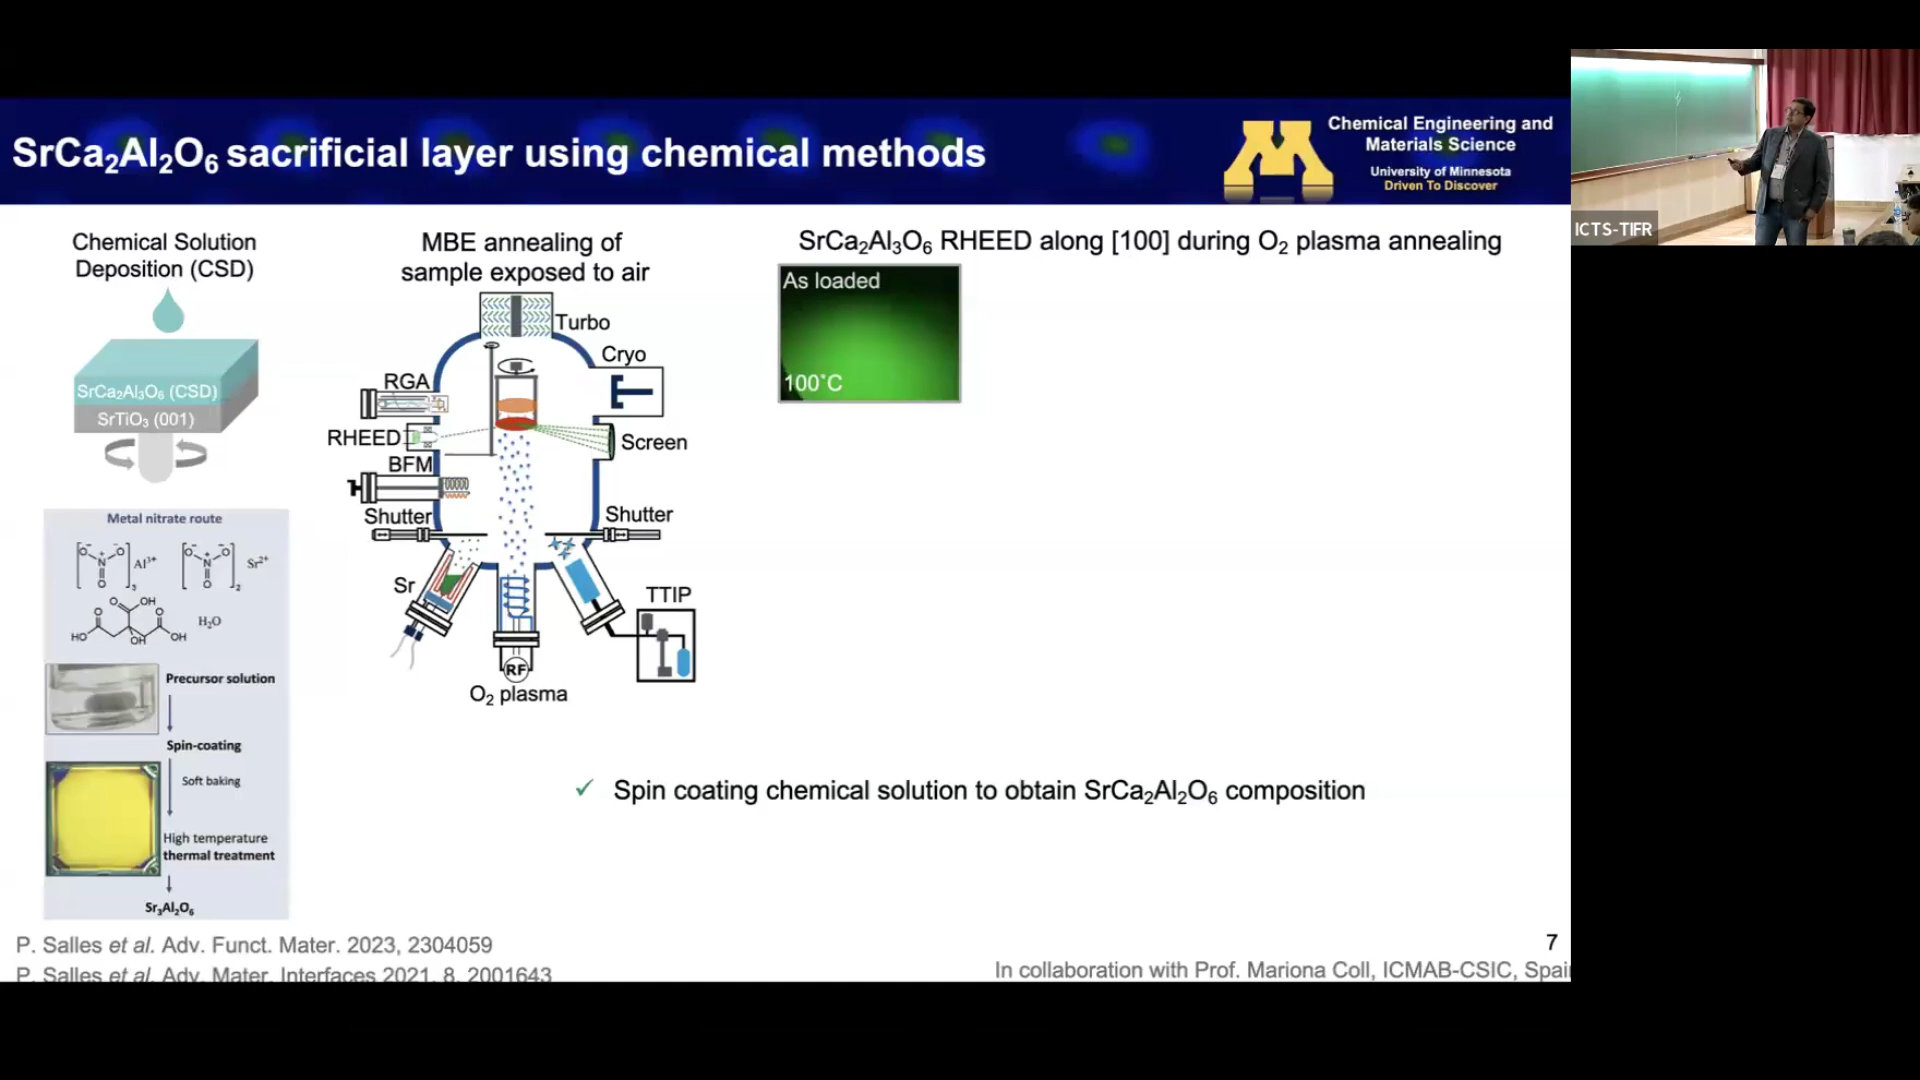 SrCa₂Al₂O₆ sacrificial layer using chemical methods
Chemical Engineering and
Materials Science
University of Minnesota
Driven To Discover
ICTS-TIFR
Chemical Solution
Deposition (CSD)
SrCa₂Al₃O₆ (CSD)
SrTiO₃ (001)
Metal nitrate route
O⁻ N⁺ O⁻ O 3 Al³⁺
O⁻ N⁺ O⁻ O 2 Sr²⁺
O OH
O O
HO OH OH
H₂O
Precursor solution
Spin-coating
Soft baking
High temperature
thermal treatment
Sr₃Al₂O₆
MBE annealing of
sample exposed to air
Turbo
Cryo
RGA
RHEED
Screen
BFM
Shutter
Shutter
Sr
TTIP
RF
O₂ plasma
SrCa₂Al₃O₆ RHEED along [100] during O₂ plasma annealing
As loaded
100°C
✓ Spin coating chemical solution to obtain SrCa₂Al₂O₆ composition
P. Salles et al. Adv. Funct. Mater. 2023, 2304059
P. Salles et al. Adv. Mater. Interfaces 2021, 8, 2001643
7
In collaboration with Prof. Mariona Coll, ICMAB-CSIC, Spain